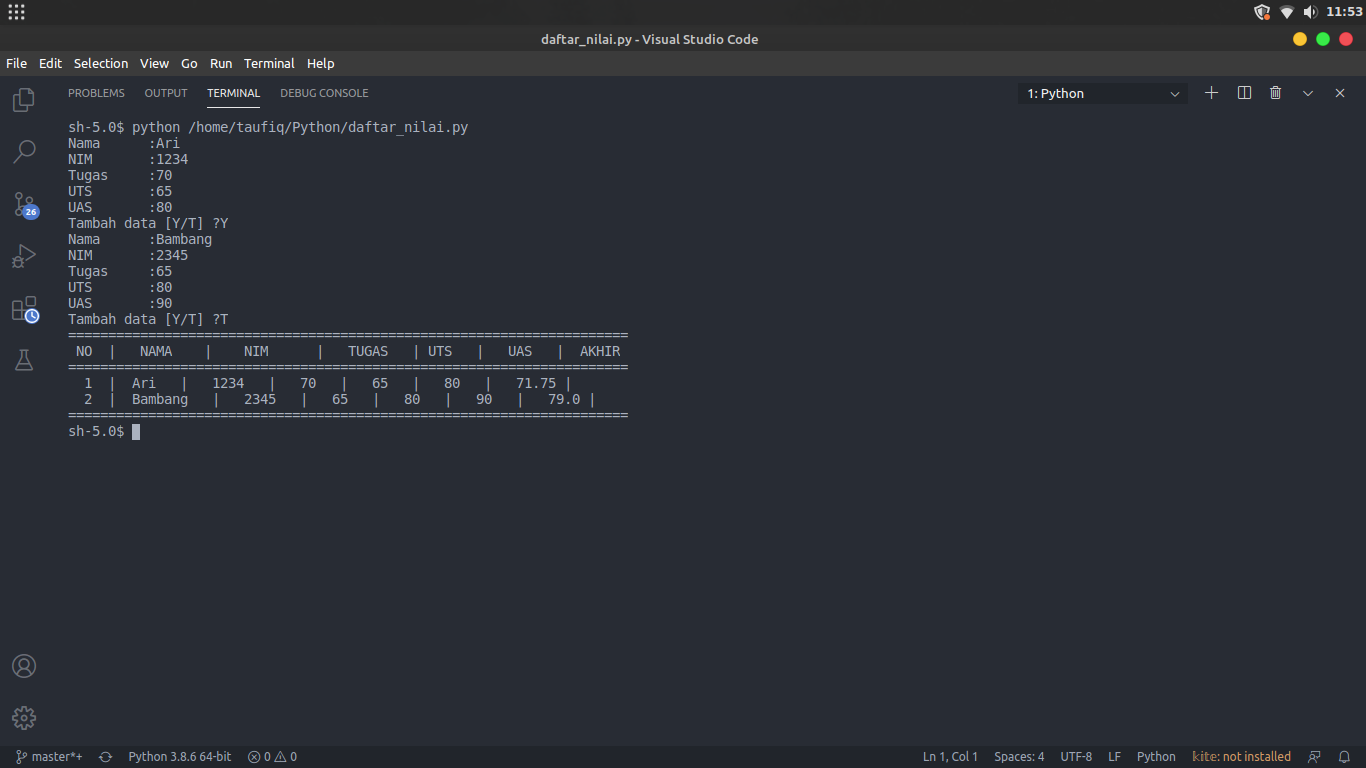 11:53
daftar_nilai.py - Visual Studio Code
File Edit Selection View Go Run Terminal Help
PROBLEMS OUTPUT TERMINAL DEBUG CONSOLE 1: Python
sh-5.0$ python /home/taufiq/Python/daftar_nilai.py
Nama      :Ari
NIM       :1234
Tugas     :70
UTS       :65
UAS       :80
Tambah data [Y/T] ?Y
Nama      :Bambang
NIM       :2345
Tugas     :65
UTS       :80
UAS       :90
Tambah data [Y/T] ?T
======================================================================
 NO  |   NAMA    |    NIM      |   TUGAS   | UTS   |   UAS   |  AKHIR
======================================================================
  1  |  Ari   |   1234   |   70   |   65   |   80   |   71.75 |
  2  |  Bambang   |   2345   |   65   |   80   |   90   |   79.0 |
======================================================================
sh-5.0$
26
master*+ Python 3.8.6 64-bit 0 0 Ln 1, Col 1 Spaces: 4 UTF-8 LF Python kite: not installed